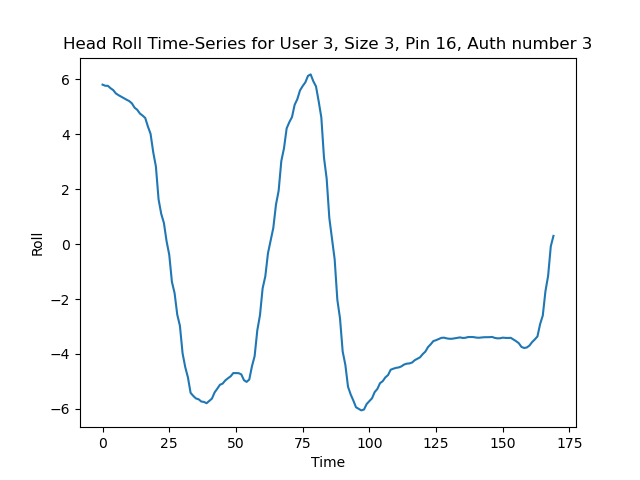 Head Roll Time-Series for User 3, Size 3, Pin 16, Auth number 3
6
4
2
0
−2
−4
−6
Roll
0 25 50 75 100 125 150 175
Time